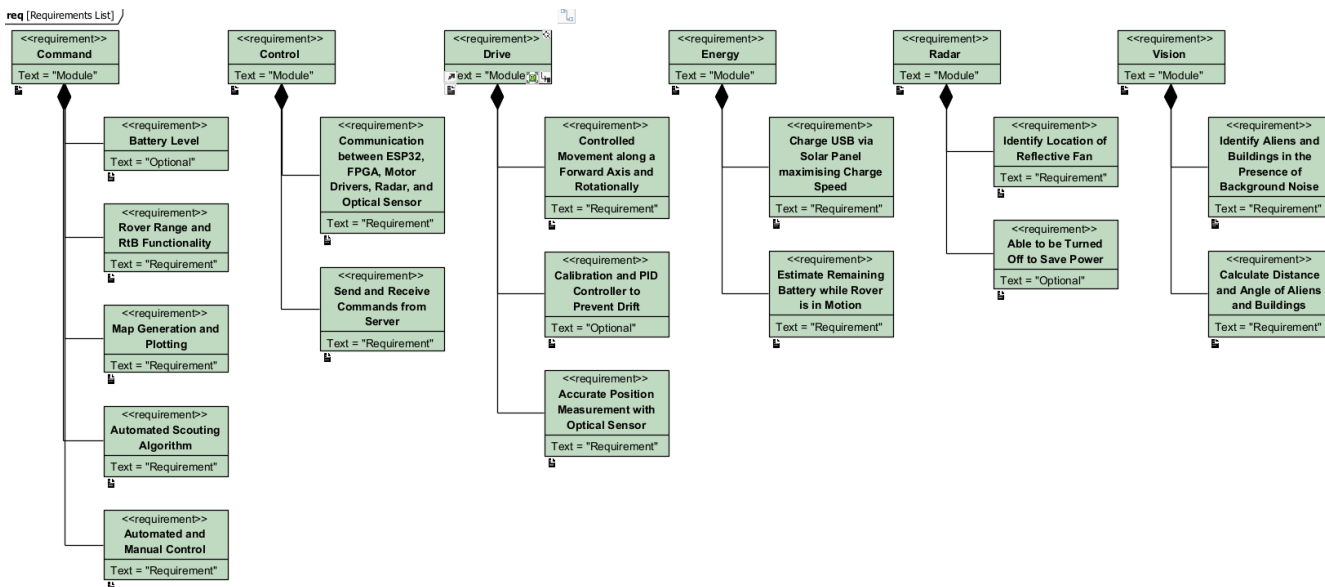 req [Requirements List]
<<requirement>>
Command
Text = "Module"
<<requirement>>
Battery Level
Text = "Optional"
<<requirement>>
Rover Range and
RtB Functionality
Text = "Requirement"
<<requirement>>
Map Generation and
Plotting
Text = "Requirement"
<<requirement>>
Automated Scouting
Algorithm
Text = "Requirement"
<<requirement>>
Automated and
Manual Control
Text = "Requirement"
<<requirement>>
Control
Text = "Module"
<<requirement>>
Communication
between ESP32,
FPGA, Motor
Drivers, Radar, and
Optical Sensor
Text = "Requirement"
<<requirement>>
Send and Receive
Commands from
Server
Text = "Requirement"
<<requirement>>
Drive
Text = "Module"
<<requirement>>
Controlled
Movement along a
Forward Axis and
Rotationally
Text = "Requirement"
<<requirement>>
Calibration and PID
Controller to
Prevent Drift
Text = "Optional"
<<requirement>>
Accurate Position
Measurement with
Optical Sensor
Text = "Requirement"
<<requirement>>
Energy
Text = "Module"
<<requirement>>
Charge USB via
Solar Panel
maximising Charge
Speed
Text = "Requirement"
<<requirement>>
Estimate Remaining
Battery while Rover
is in Motion
Text = "Requirement"
<<requirement>>
Radar
Text = "Module"
<<requirement>>
Identify Location of
Reflective Fan
Text = "Requirement"
<<requirement>>
Able to be Turned
Off to Save Power
Text = "Optional"
<<requirement>>
Vision
Text = "Module"
<<requirement>>
Identify Aliens and
Buildings in the
Presence of
Background Noise
Text = "Requirement"
<<requirement>>
Calculate Distance
and Angle of Aliens
and Buildings
Text = "Requirement"